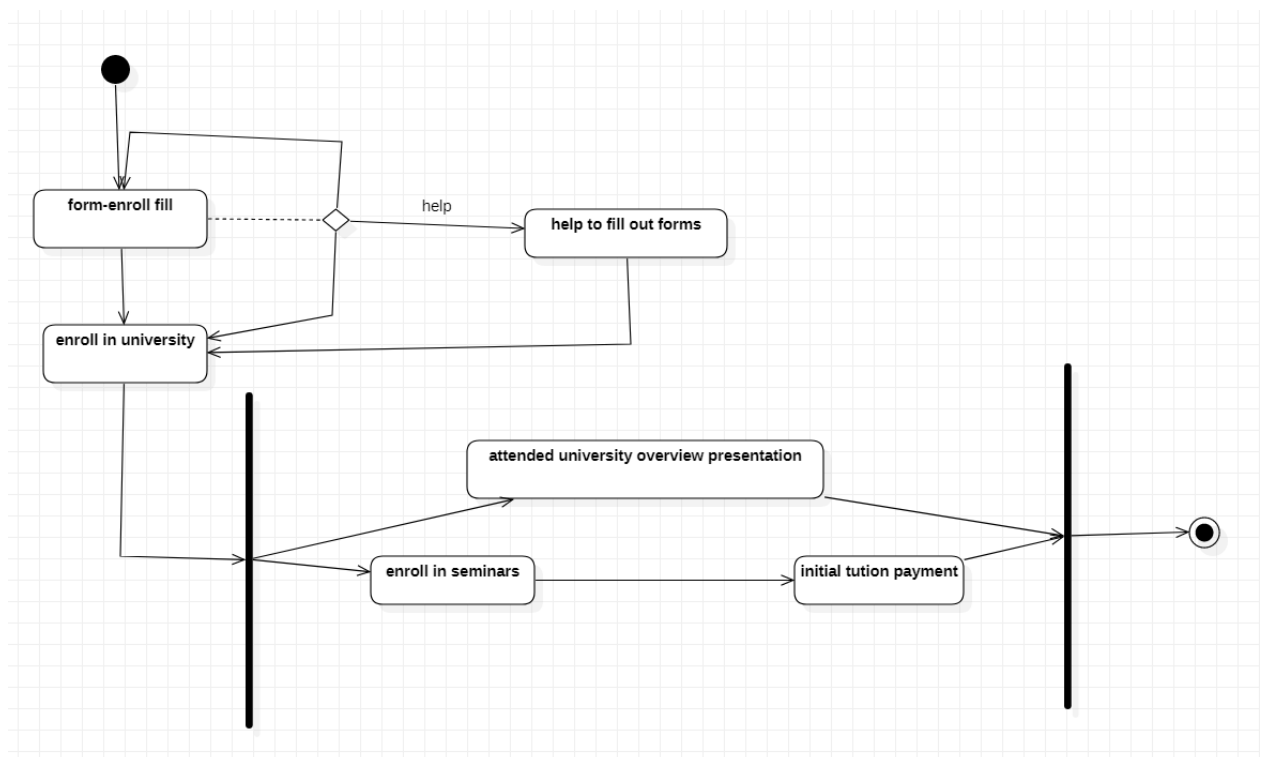 form-enroll fill
help
help to fill out forms
enroll in university
attended university overview presentation
enroll in seminars
initial tution payment